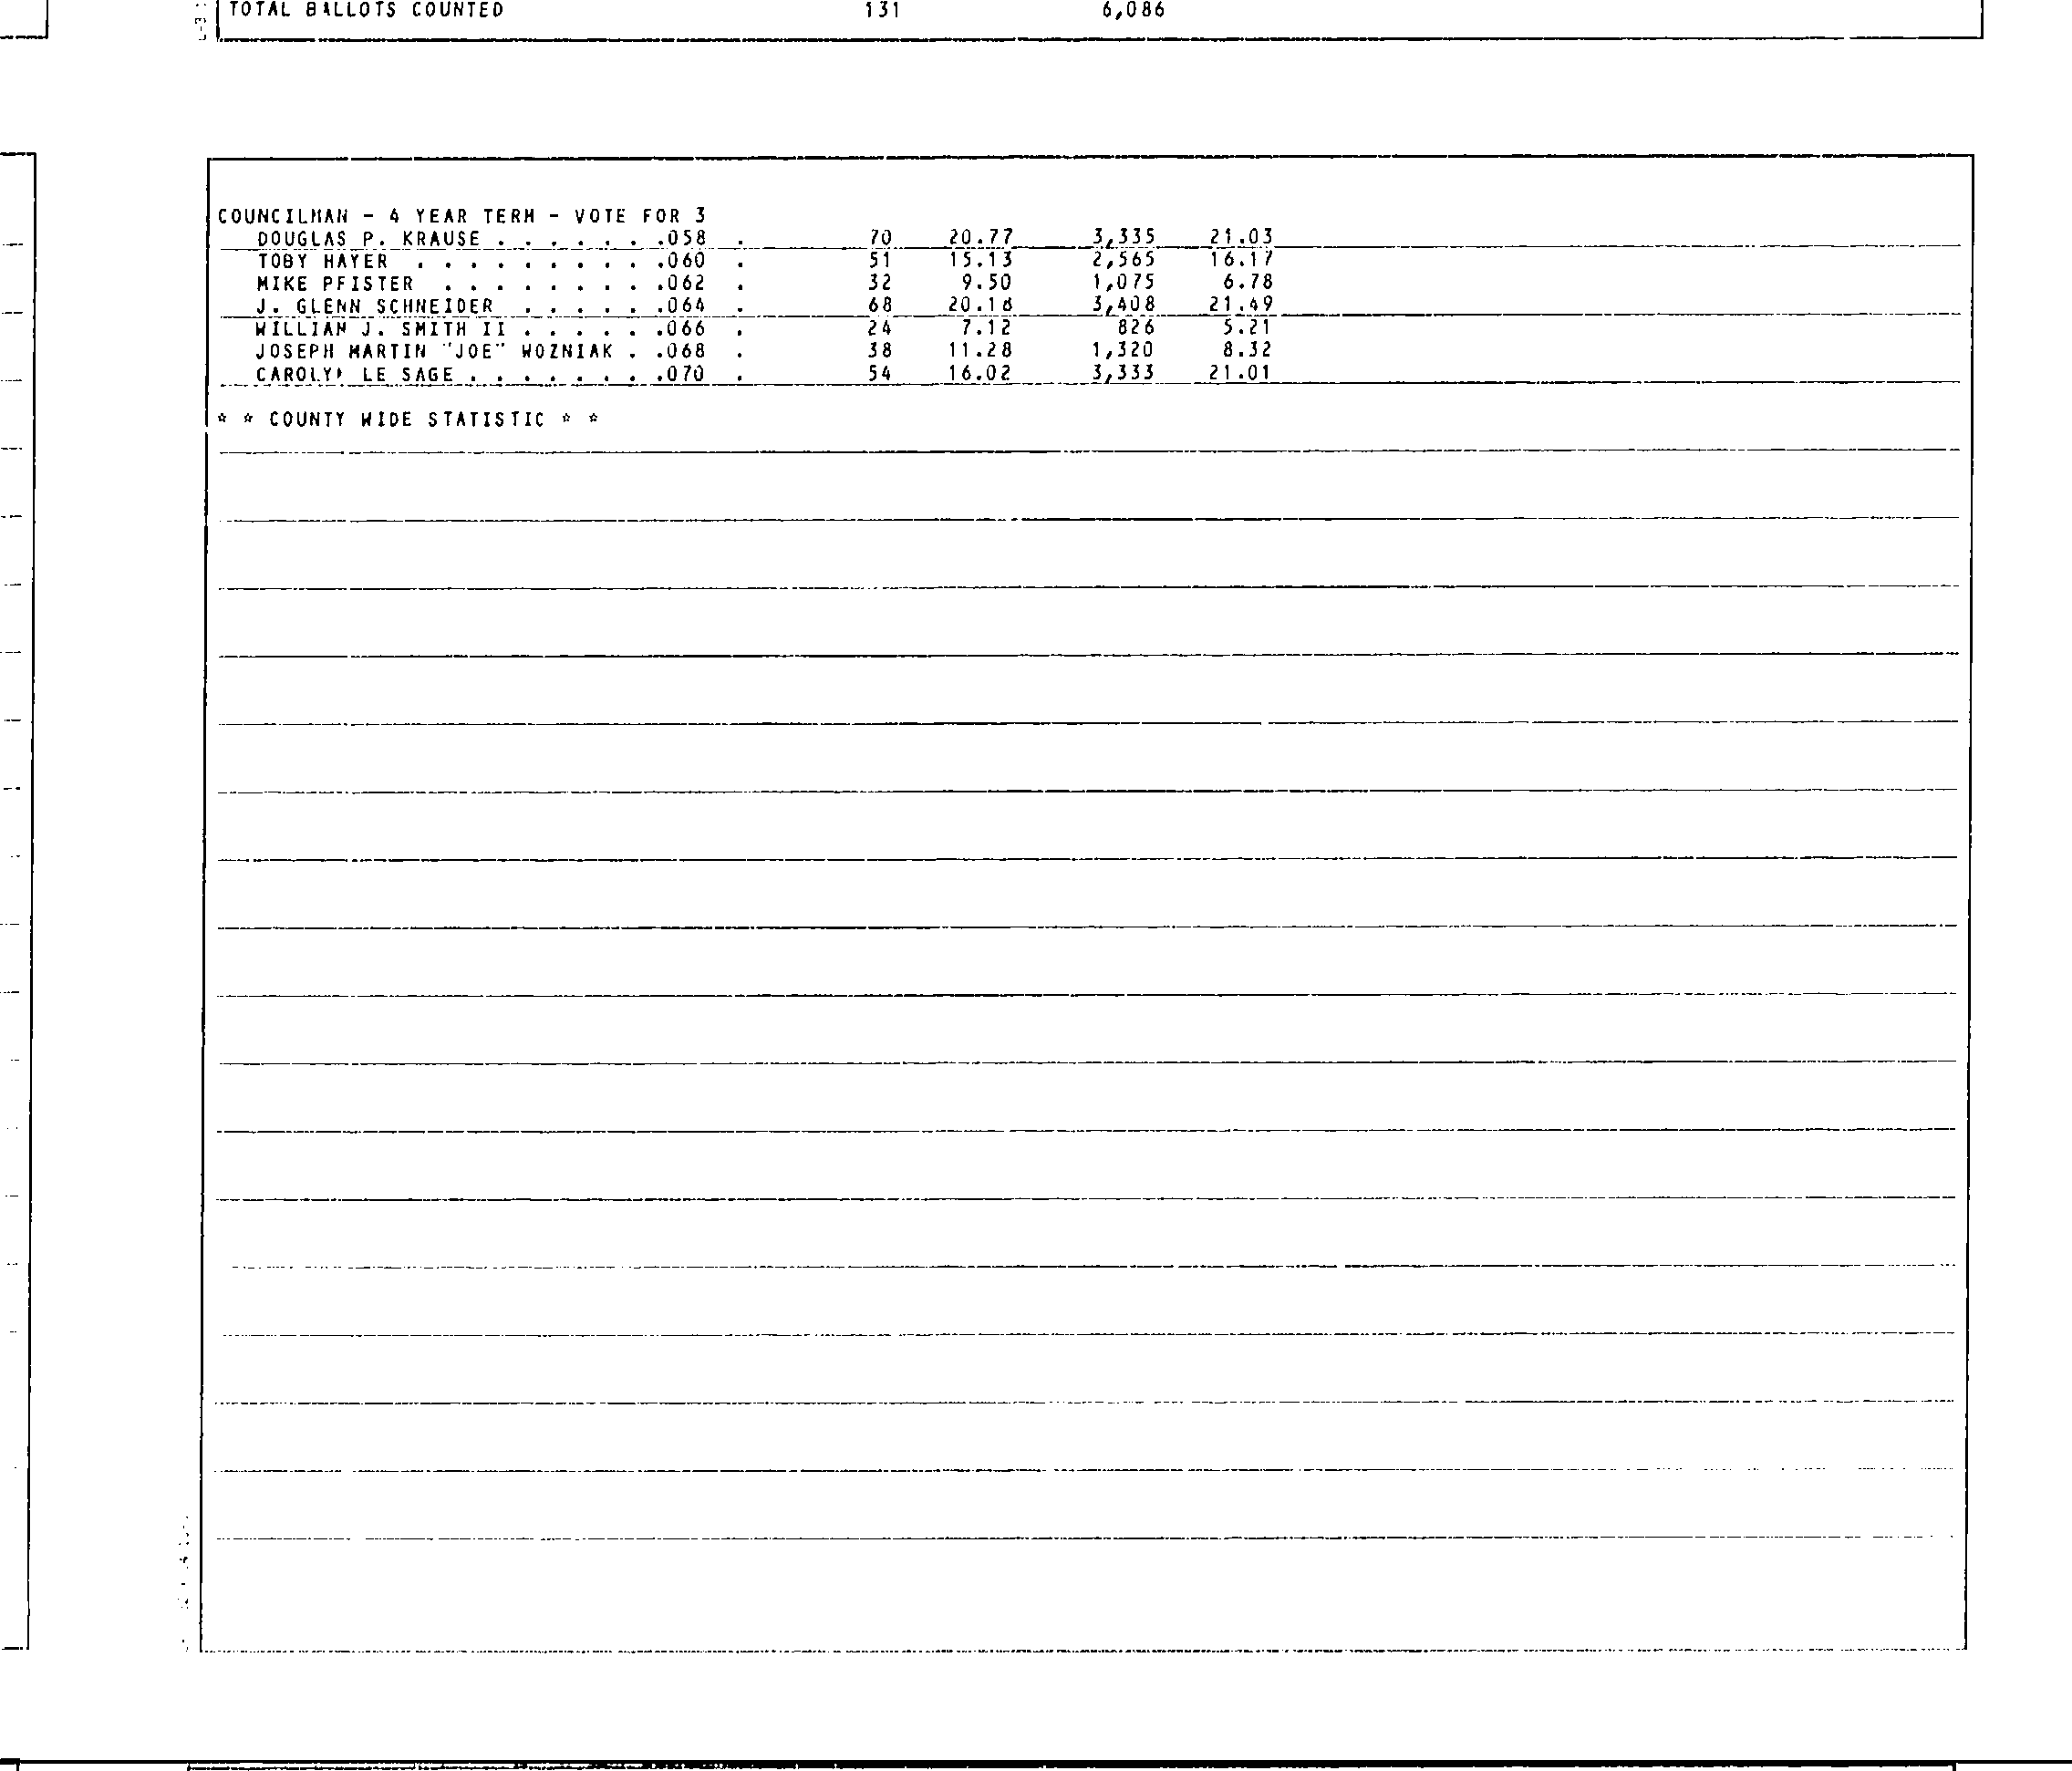 TOTAL BALLOTS COUNTED 131 6,086
COUNCILMAN - 4 YEAR TERM - VOTE FOR 3
DOUGLAS P. KRAUSE . . . . . . .058 . 70 20.77 3,335 21.03
TOBY HAYER . . . . . . . . . .060 . 51 15.13 2,565 16.17
MIKE PFISTER . . . . . . . . .062 . 32 9.50 1,075 6.78
J. GLENN SCHNEIDER . . . . . .064 . 68 20.18 3,408 21.49
WILLIAM J. SMITH II . . . . . .066 . 24 7.12 826 5.21
JOSEPH MARTIN "JOE" WOZNIAK . .068 . 38 11.28 1,320 8.32
LE SAGE . . . . . . . .070 . 54 16.02 3,333 21.01
* * COUNTY WIDE STATISTIC * *